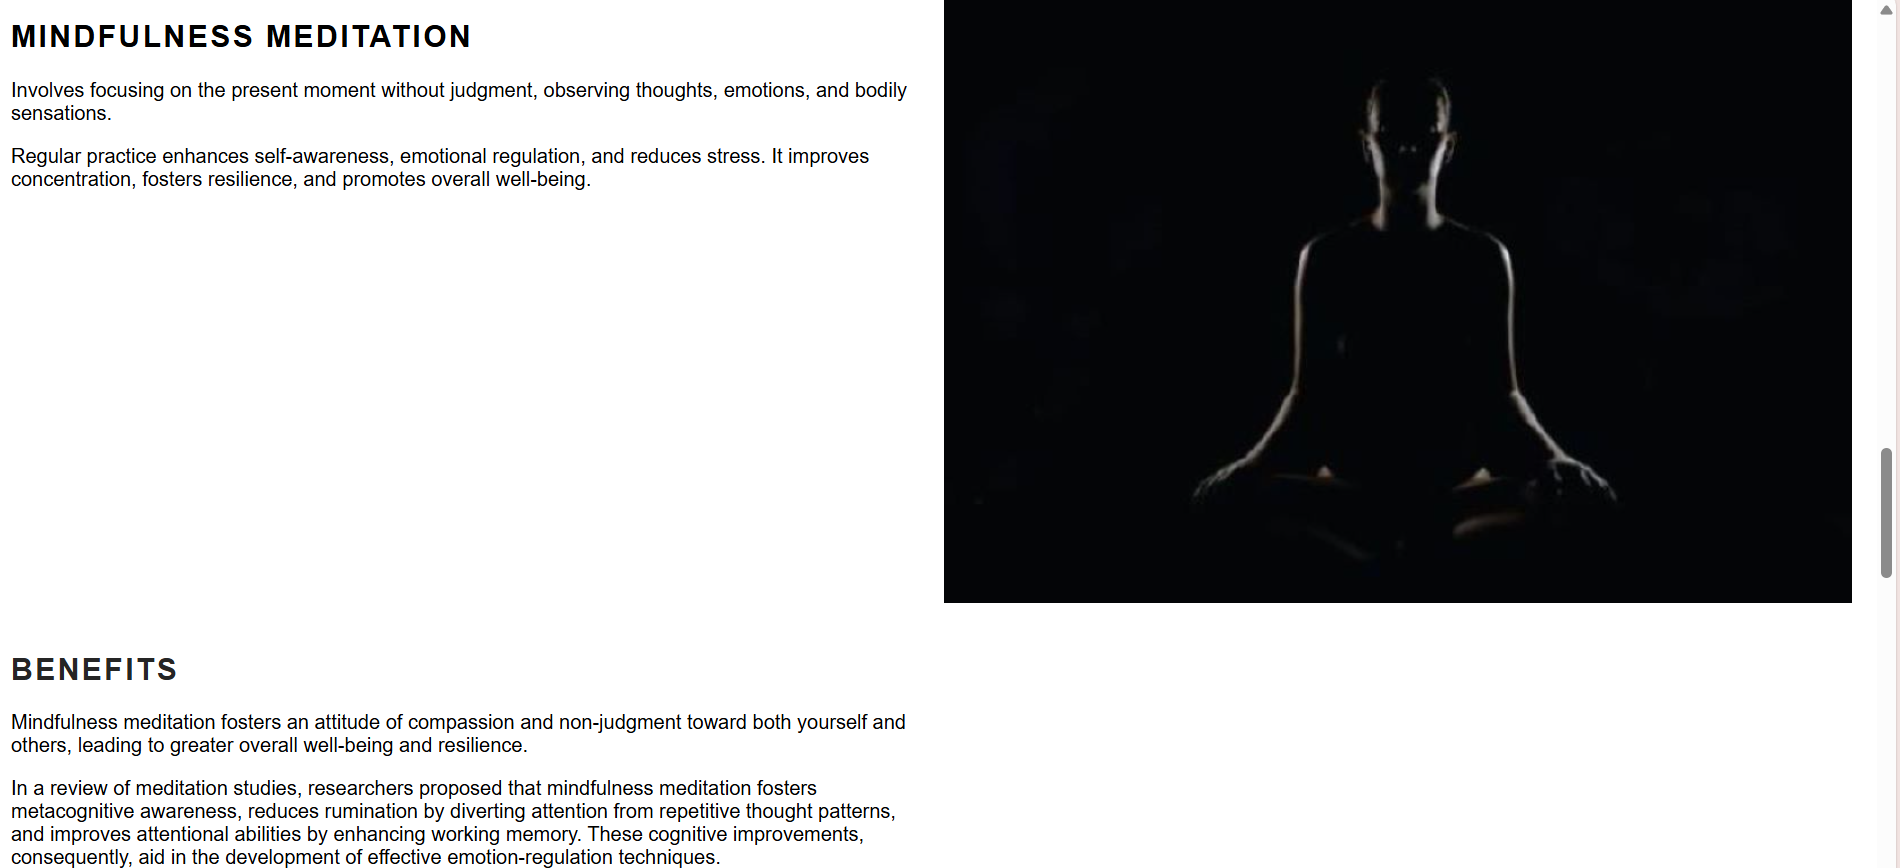 MINDFULNESS MEDITATION
Involves focusing on the present moment without judgment, observing thoughts, emotions, and bodily
sensations.
Regular practice enhances self-awareness, emotional regulation, and reduces stress. It improves
concentration, fosters resilience, and promotes overall well-being.
BENEFITS
Mindfulness meditation fosters an attitude of compassion and non-judgment toward both yourself and
others, leading to greater overall well-being and resilience.
In a review of meditation studies, researchers proposed that mindfulness meditation fosters
metacognitive awareness, reduces rumination by diverting attention from repetitive thought patterns,
and improves attentional abilities by enhancing working memory. These cognitive improvements,
consequently, aid in the development of effective emotion-regulation techniques.